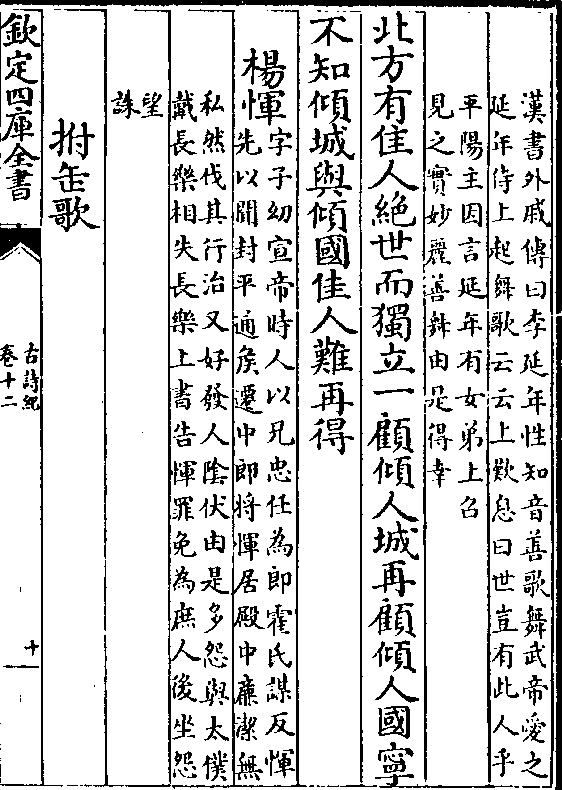 漢書外戚傳曰李延年性知音善歌舞武帝愛之
延年侍上起舞歌云云上歎息曰世豈有此人乎
平陽主因言延年有女弟上召
見之實妙麗善舞由是得幸
北方有佳人絶世而獨立一顧傾人城再顧傾人國寧
不知傾城與傾國佳人難再得
楊惲
字子幼宣帝時人以兄忠任為郎霍氏謀反惲
先以聞封平通侯遷中郎將惲居殿中亷潔無
私然伐其行治又好發人隂伏由是多怨與太僕
戴長樂相失長樂上書告惲罪免為庶人後坐怨
望
誅
拊缶歌
欽定四庫全書
古詩紀
卷十二
十